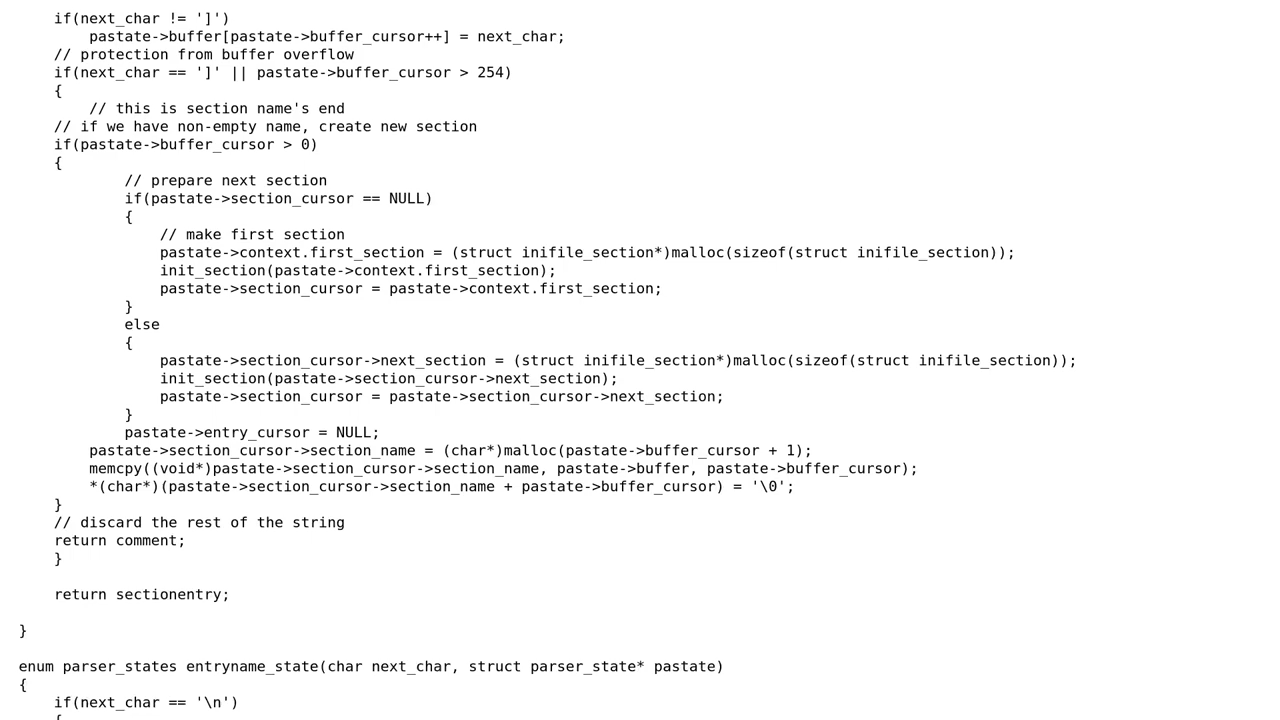 if(next_char != ']')
        pastate->buffer[pastate->buffer_cursor++] = next_char;
    // protection from buffer overflow
    if(next_char == ']' || pastate->buffer_cursor > 254)
    {
        // this is section name's end
    // if we have non-empty name, create new section
    if(pastate->buffer_cursor > 0)
    {
            // prepare next section
            if(pastate->section_cursor == NULL)
            {
                // make first section
                pastate->context.first_section = (struct inifile_section*)malloc(sizeof(struct inifile_section));
                init_section(pastate->context.first_section);
                pastate->section_cursor = pastate->context.first_section;
            }
            else
            {
                pastate->section_cursor->next_section = (struct inifile_section*)malloc(sizeof(struct inifile_section));
                init_section(pastate->section_cursor->next_section);
                pastate->section_cursor = pastate->section_cursor->next_section;
            }
            pastate->entry_cursor = NULL;
        pastate->section_cursor->section_name = (char*)malloc(pastate->buffer_cursor + 1);
        memcpy((void*)pastate->section_cursor->section_name, pastate->buffer, pastate->buffer_cursor);
        *(char*)(pastate->section_cursor->section_name + pastate->buffer_cursor) = '\0';
    }
    // discard the rest of the string
    return comment;
    }

    return sectionentry;

}

enum parser_states entryname_state(char next_char, struct parser_state* pastate)
{
    if(next_char == '\n')
    {